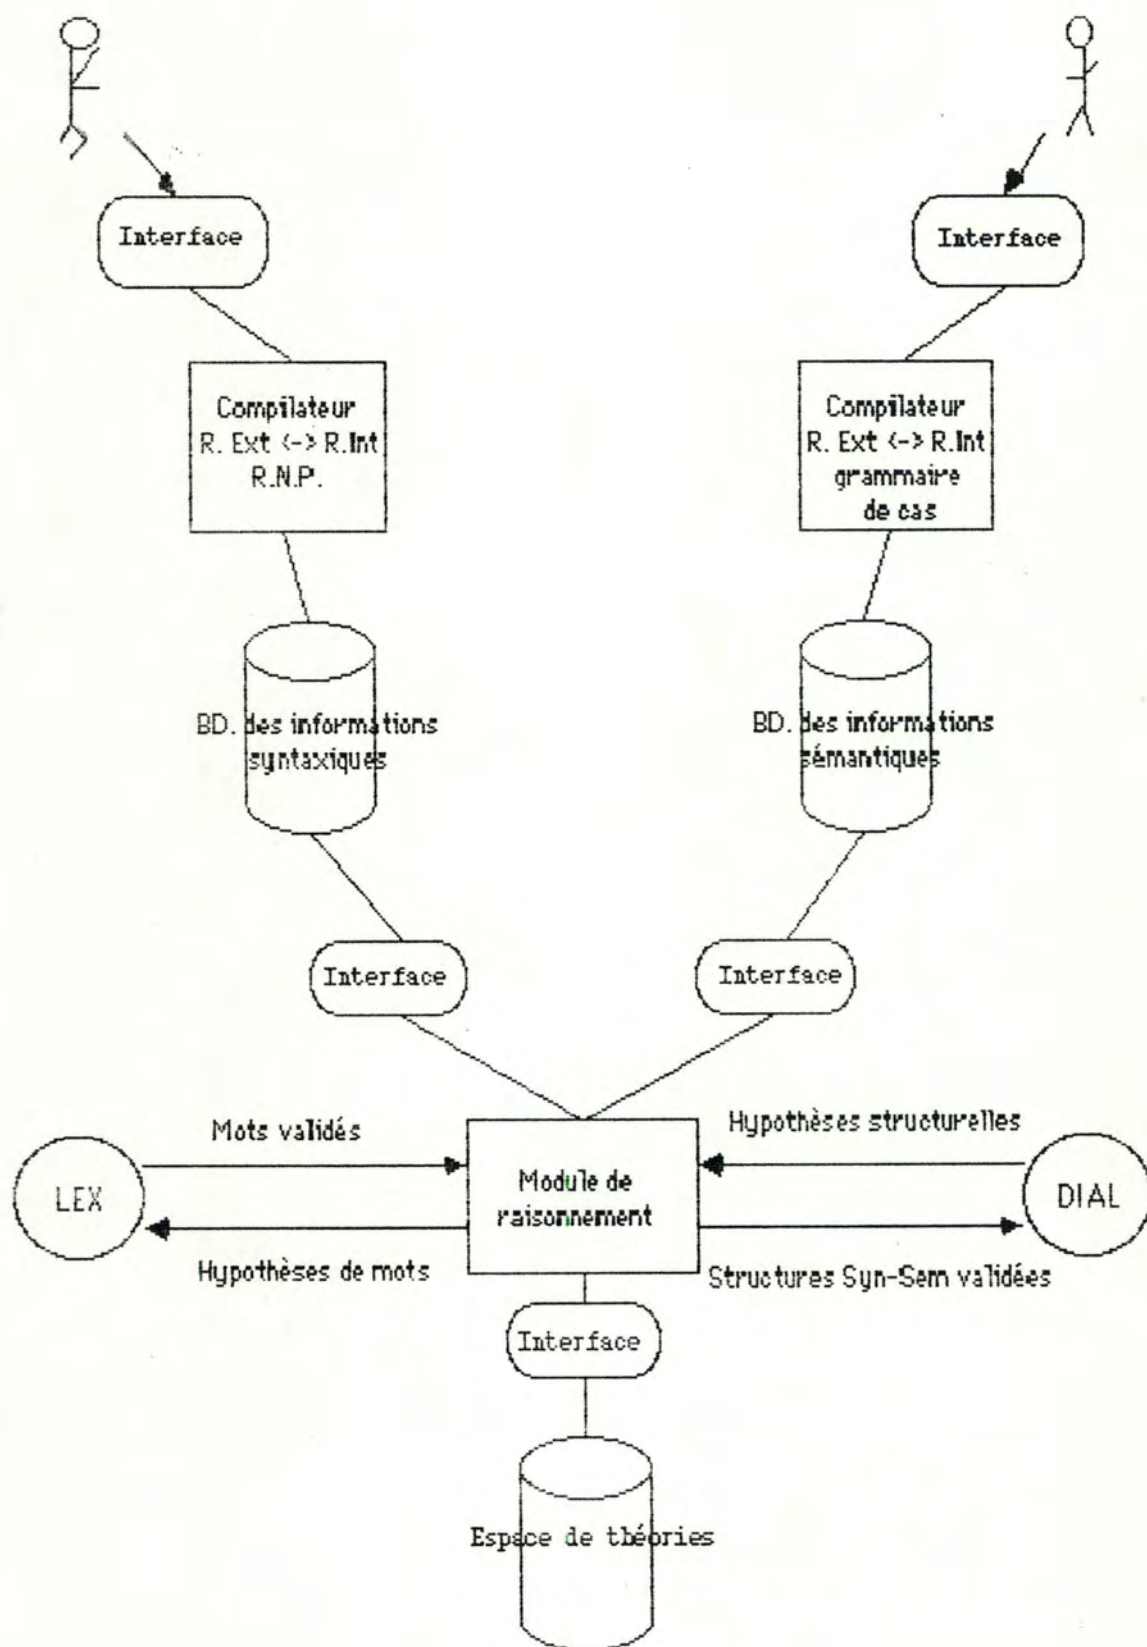 Interface
Interface
Compilateur
R. Ext <-> R.Int
R.N.P.
Compilateur
R. Ext <-> R.Int
grammaire
de cas
BD. des informations
syntaxiques
BD. des informations
sémantiques
Interface
Interface
Mots validés
Hypothèses structurelles
LEX
Module de
raisonnement
DIAL
Hypothèses de mots
Structures Syn-Sem validées
Interface
Espace de théories